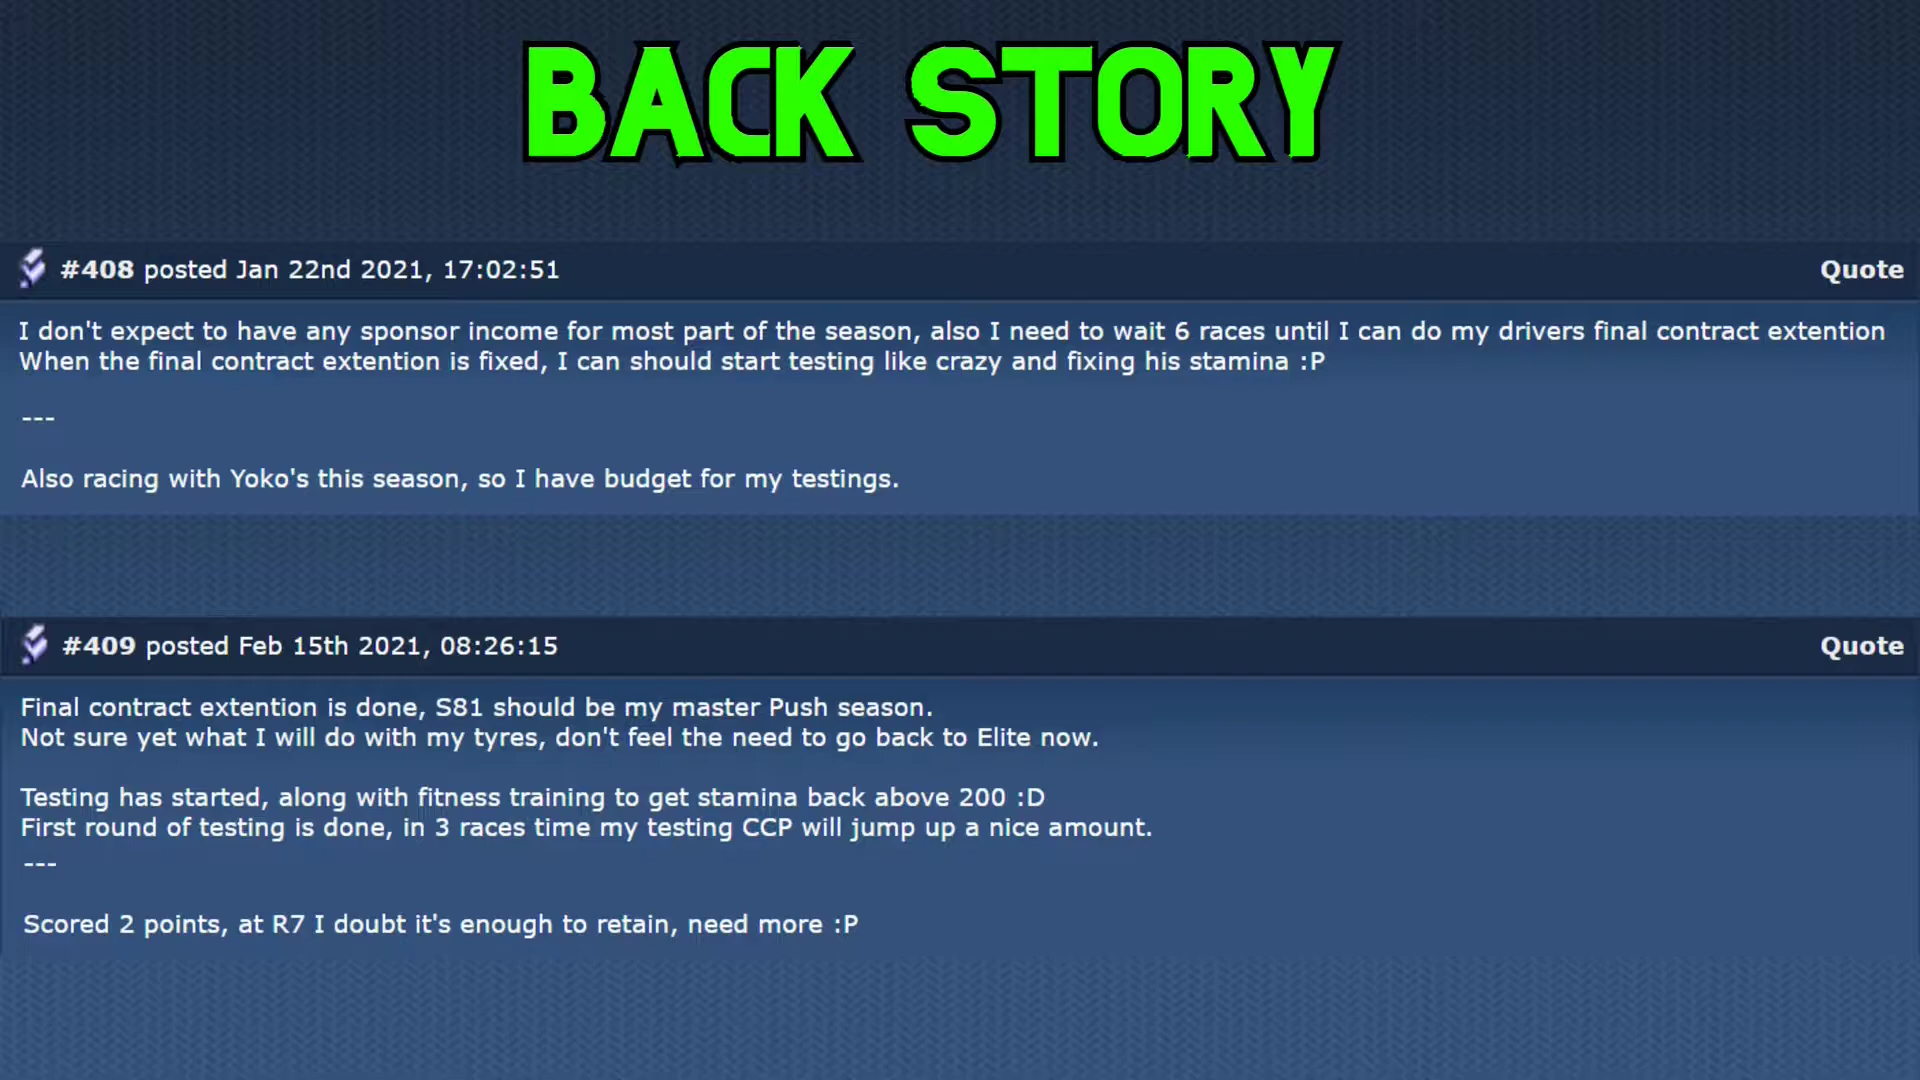 BACK STORY
#408 posted Jan 22nd 2021, 17:02:51 Quote
I don't expect to have any sponsor income for most part of the season, also I need to wait 6 races until I can do my drivers final contract extention
When the final contract extention is fixed, I can should start testing like crazy and fixing his stamina :P
---
Also racing with Yoko's this season, so I have budget for my testings.
#409 posted Feb 15th 2021, 08:26:15 Quote
Final contract extention is done, S81 should be my master Push season.
Not sure yet what I will do with my tyres, don't feel the need to go back to Elite now.
Testing has started, along with fitness training to get stamina back above 200 :D
First round of testing is done, in 3 races time my testing CCP will jump up a nice amount.
---
Scored 2 points, at R7 I doubt it's enough to retain, need more :P